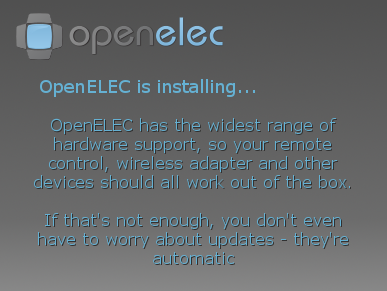 openelec
OpenELEC is installing...
OpenELEC has the widest range of
hardware support, so your remote
control, wireless adapter and other
devices should all work out of the box.
If that's not enough, you don't even
have to worry about updates - they're
automatic